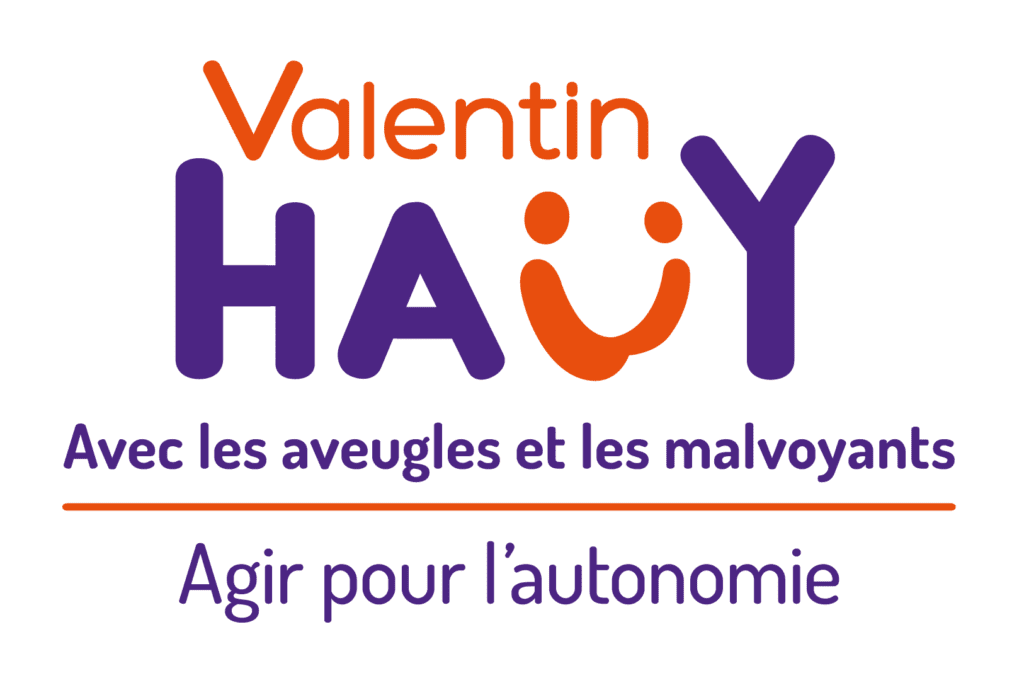 Valentin
HAÜY
Avec les aveugles et les malvoyants
Agir pour l'autonomie